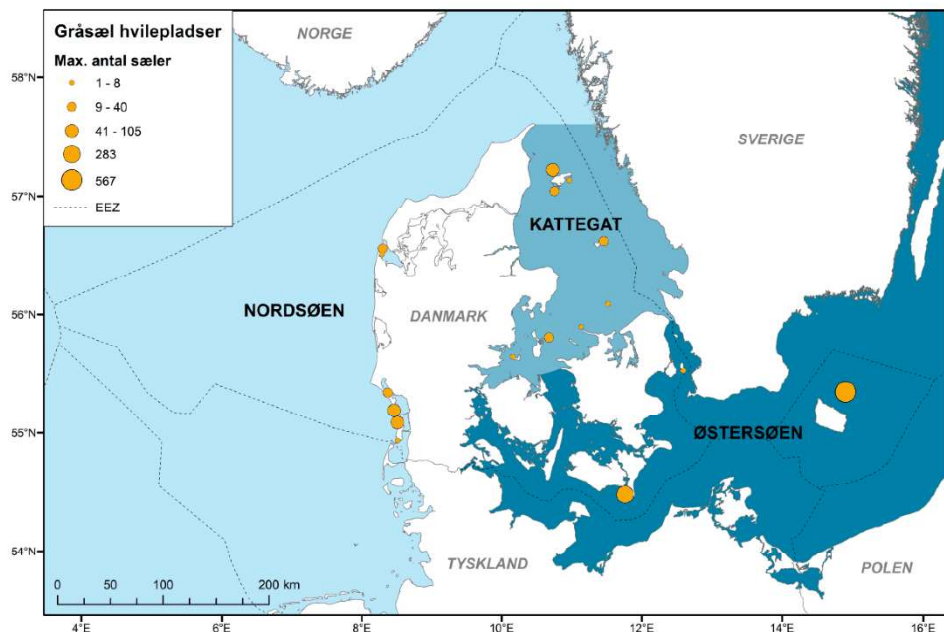 Gråsæl hvilepladser
Max. antal sæler
1 - 8
9 - 40
41 - 105
283
567
EEZ
NORGE
SVERIGE
KATTEGAT
NORDSØEN
DANMARK
ØSTERSØEN
TYSKLAND
POLEN
58°N
57°N
56°N
55°N
54°N
0 50 100 200 km
4°E 6°E 8°E 10°E 12°E 14°E 16°E